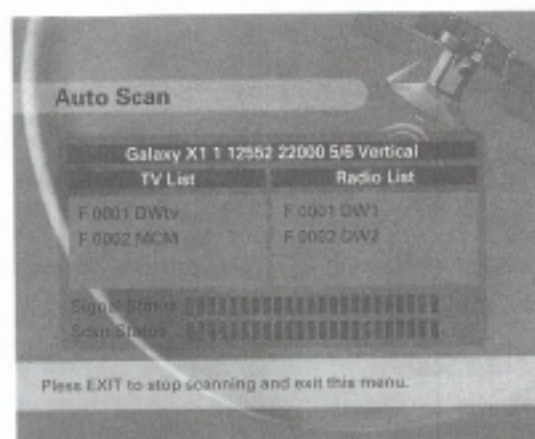 Auto Scan
Galaxy X1 1 12552 22000 5/6 Vertical
TV List Radio List
F 0001 DWtv F 0001 DW1
F 0002 MCM F 0002 DW2
Signal Status
Scan Status
Pless EXIT to stop scanning and exit this menu.